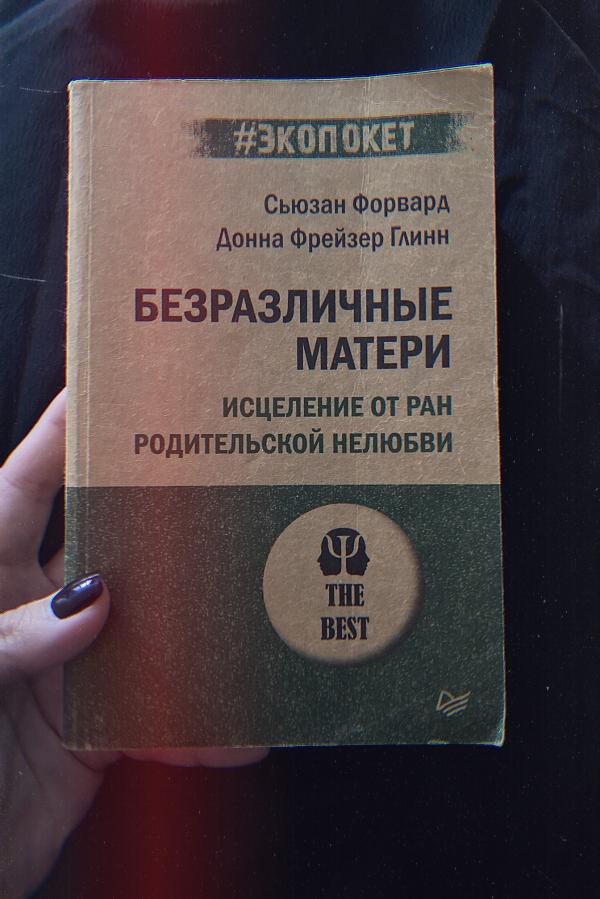 #ЭКОПОКЕТ
Сьюзан Форвард
Донна Фрейзер Глинн
БЕЗРАЗЛИЧНЫЕ
МАТЕРИ
ИСЦЕЛЕНИЕ ОТ РАН
РОДИТЕЛЬСКОЙ НЕЛЮБВИ
Ψ
THE
BEST